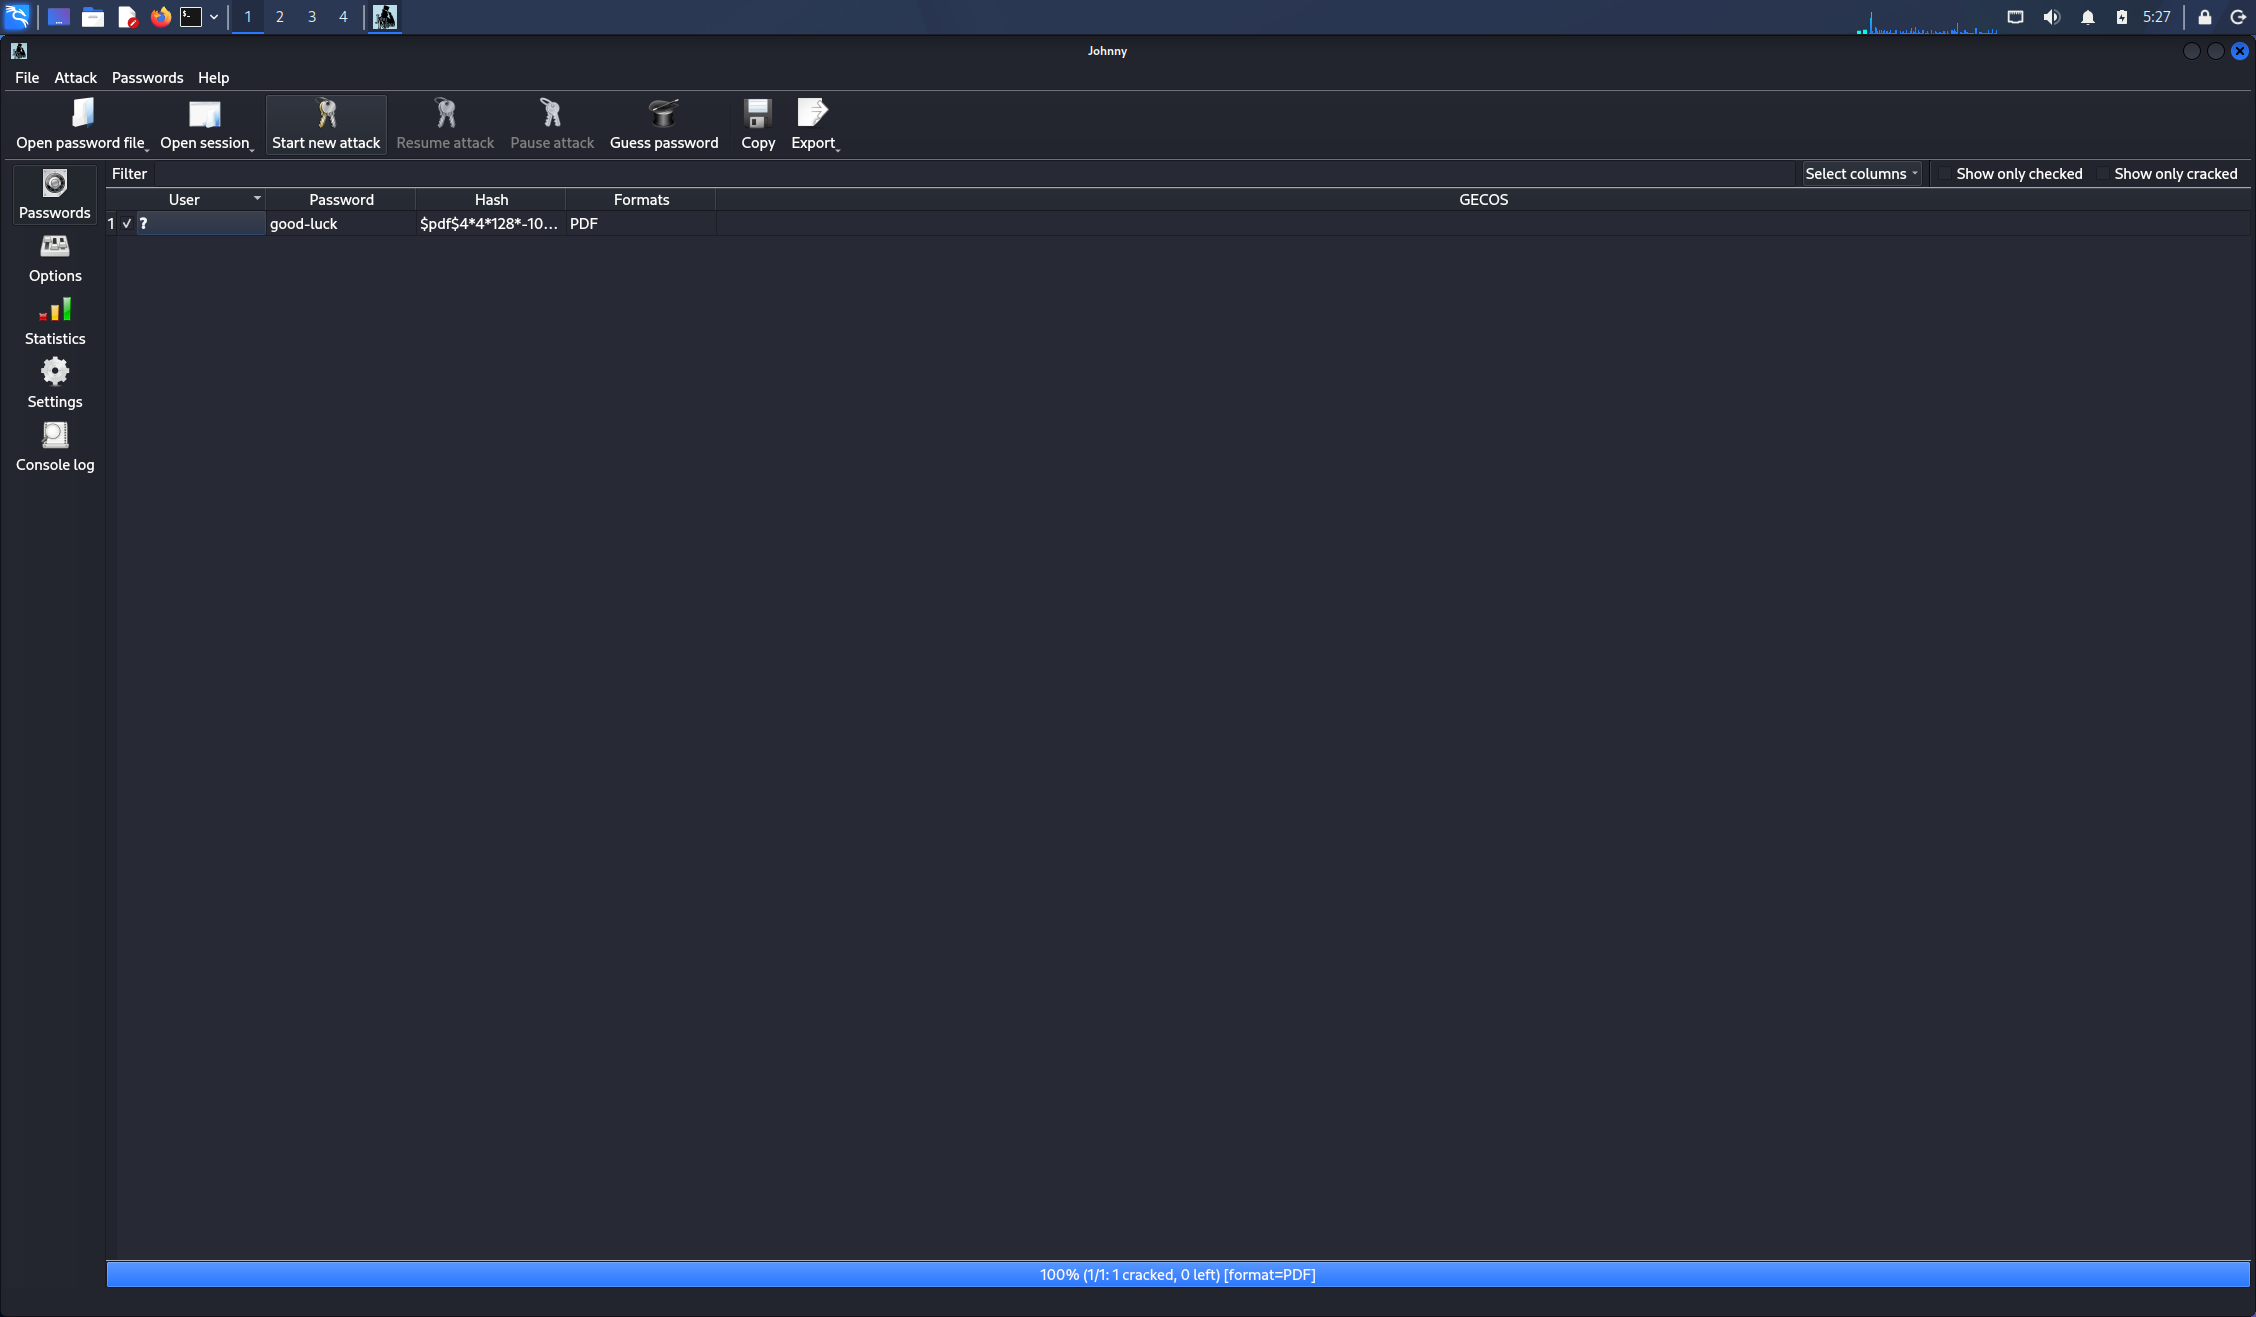 1 2 3 4 5:27
Johnny
File Attack Passwords Help
Open password file Open session Start new attack Resume attack Pause attack Guess password Copy Export
Filter Select columns Show only checked Show only cracked
Passwords
User Password Hash Formats GECOS
1 ? good-luck $pdf$4*4*128*-10... PDF
Options
Statistics
Settings
Console log
100% (1/1: 1 cracked, 0 left) [format=PDF]